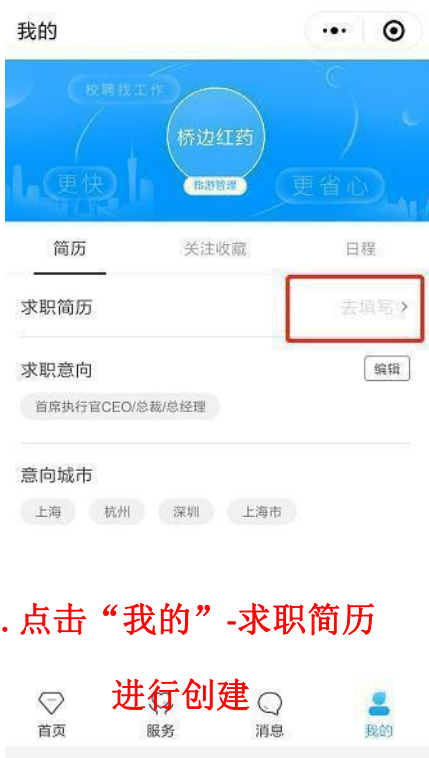 我的
校聘找工作
桥边红药
旅游管理
更快
更省心
简历 关注收藏 日程
求职简历 去填写
求职意向 编辑
首席执行官CEO/总裁/总经理
意向城市
上海 杭州 深圳 上海市
.点击“我的”-求职简历
进行创建
首页 服务 消息 我的